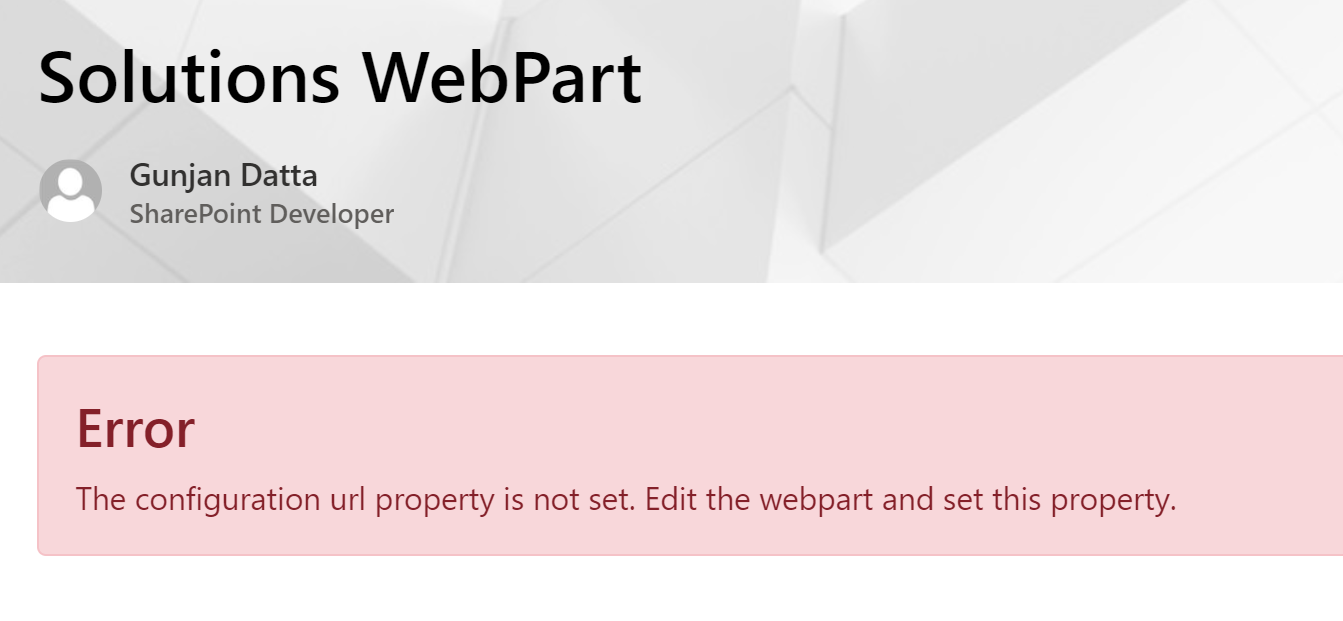 Solutions WebPart
Gunjan Datta
SharePoint Developer
Error
The configuration url property is not set. Edit the webpart and set this property.